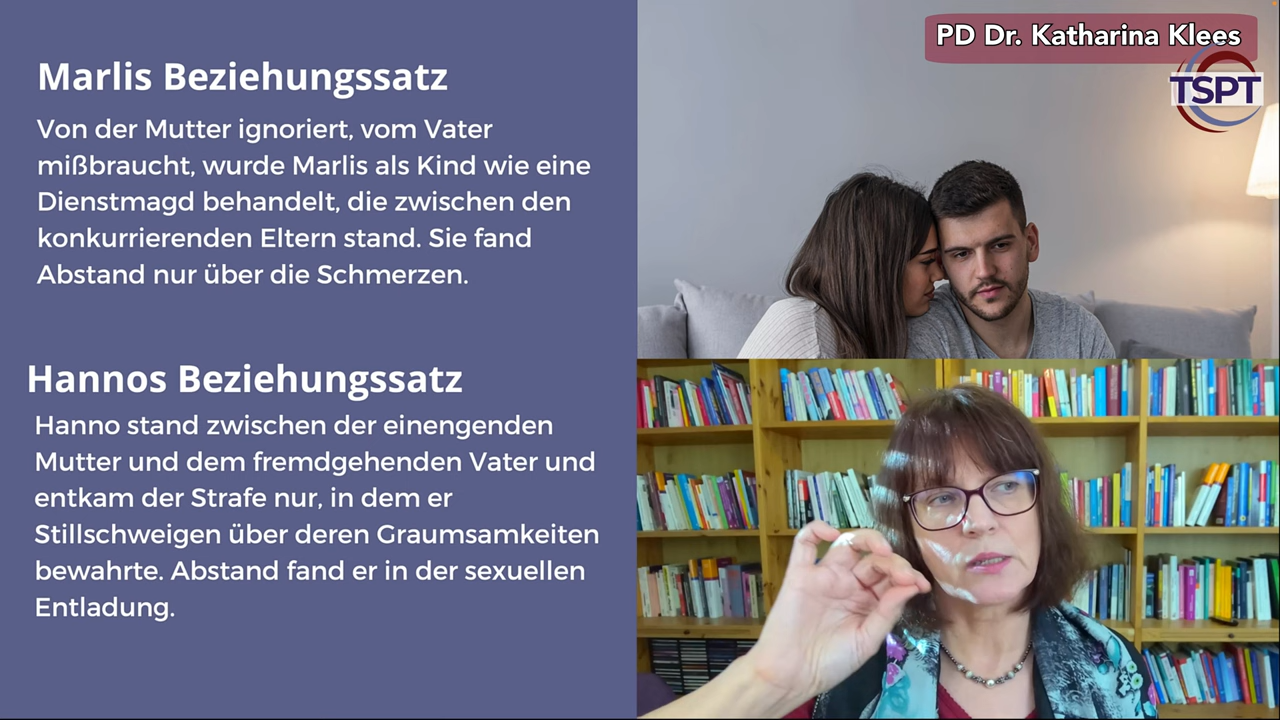 Marlis Beziehungssatz
Von der Mutter ignoriert, vom Vater
mißbraucht, wurde Marlis als Kind wie eine
Dienstmagd behandelt, die zwischen den
konkurrierenden Eltern stand. Sie fand
Abstand nur über die Schmerzen.
Hannos Beziehungssatz
Hanno stand zwischen der einengenden
Mutter und dem fremdgehenden Vater und
entkam der Strafe nur, in dem er
Stillschweigen über deren Graumsamkeiten
bewahrte. Abstand fand er in der sexuellen
Entladung.
PD Dr. Katharina Klees
TSPT